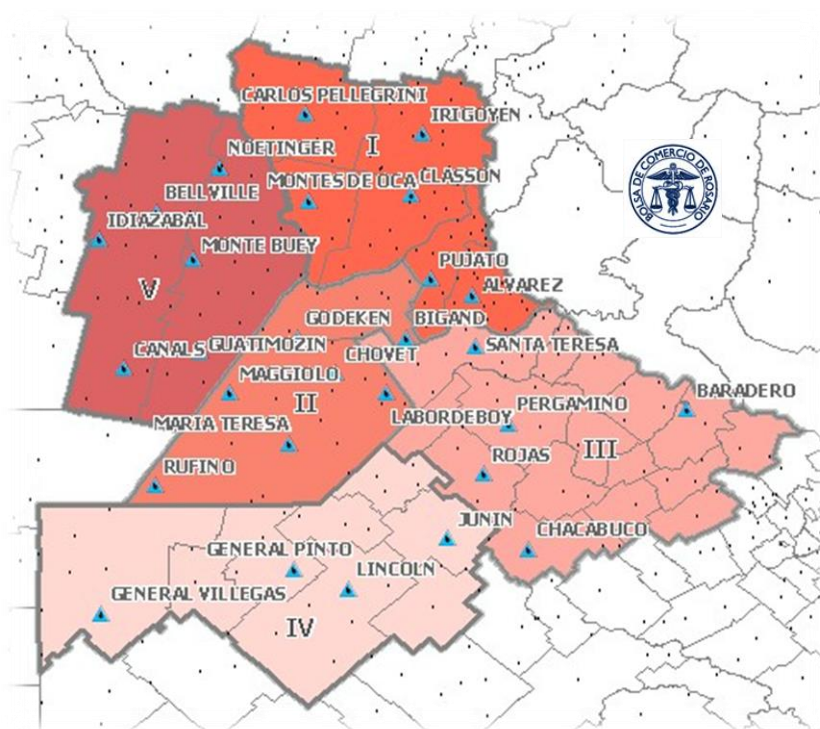 CARLOS PELLEGRINI
IRIGOYEN
I
NOETINGER
MONTES DE OCA
CLASSON
BELLVILLE
IDIAZABAL
MONTE BUEY
V
PUJATO
ALVAREZ
GODEKEN
BIGAND
CANALS
GUATIMOZIN
CHOVET
SANTA TERESA
MAGGIOLO
II
MARIA TERESA
LABORDEBOY
PERGAMINO
BARADERO
III
RUFINO
ROJAS
JUNIN
CHACABUCO
GENERAL PINTO
LINCOLN
GENERAL VILLEGAS
IV
BOLSA DE COMERCIO DE ROSARIO